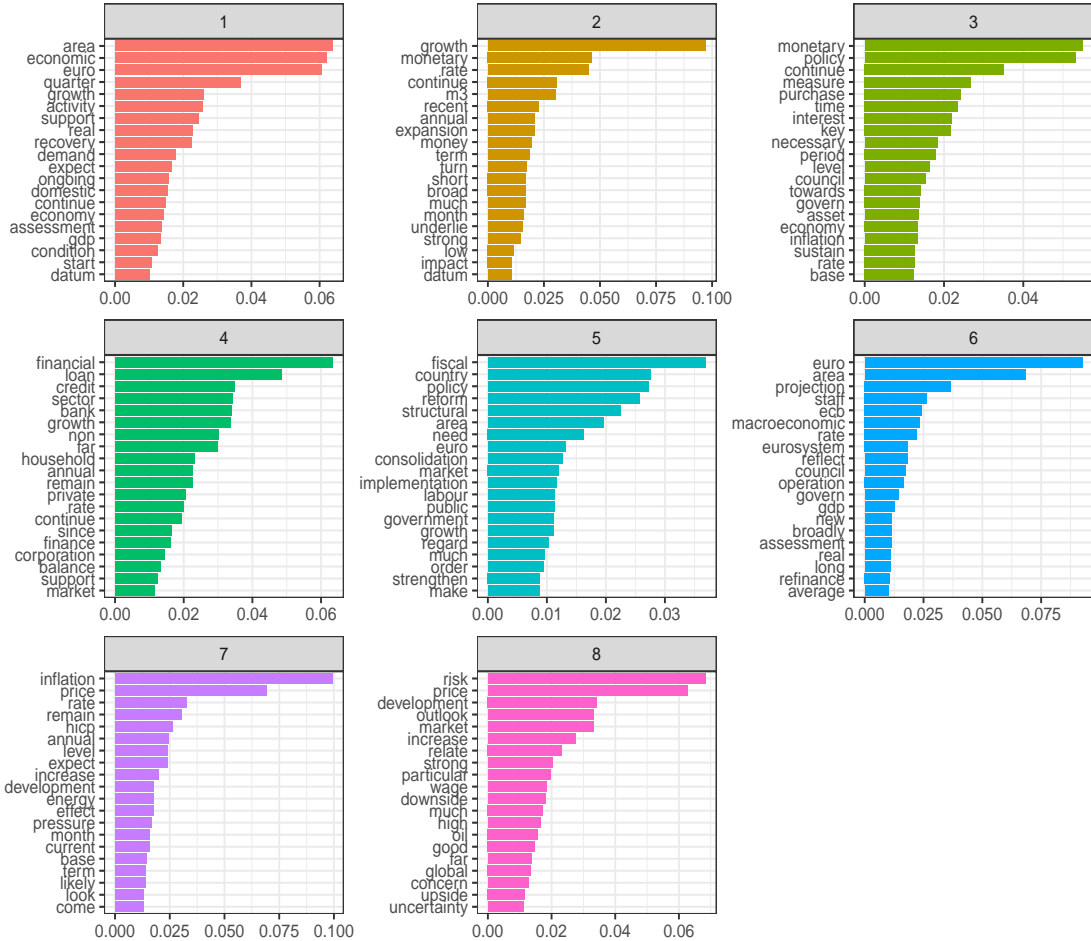 1
area
economic
euro
quarter
growth
activity
support
real
recovery
demand
expect
ongoing
domestic
continue
economy
assessment
gdp
condition
start
datum
0.00 0.02 0.04 0.06
2
growth
monetary
rate
continue
m3
recent
annual
expansion
money
term
turn
short
broad
much
month
underlie
strong
low
impact
datum
0.000 0.025 0.050 0.075 0.100
3
monetary
policy
continue
measure
purchase
time
interest
key
necessary
period
level
council
towards
govern
asset
economy
inflation
sustain
rate
base
0.00 0.02 0.04
4
financial
loan
credit
sector
bank
growth
non
far
household
annual
remain
private
rate
continue
since
finance
corporation
balance
support
market
0.00 0.02 0.04 0.06
5
fiscal
country
policy
reform
structural
area
need
euro
consolidation
market
implementation
labour
public
government
growth
regard
much
order
strengthen
make
0.00 0.01 0.02 0.03
6
euro
area
projection
staff
ecb
macroeconomic
rate
eurosystem
reflect
council
operation
govern
gdp
new
broadly
assessment
real
long
refinance
average
0.000 0.025 0.050 0.075
7
inflation
price
rate
remain
hicp
annual
level
expect
increase
development
energy
effect
pressure
month
current
base
term
likely
look
come
0.000 0.025 0.050 0.075 0.100
8
risk
price
development
outlook
market
increase
relate
strong
particular
wage
downside
much
high
oil
good
far
global
concern
upside
uncertainty
0.00 0.02 0.04 0.06